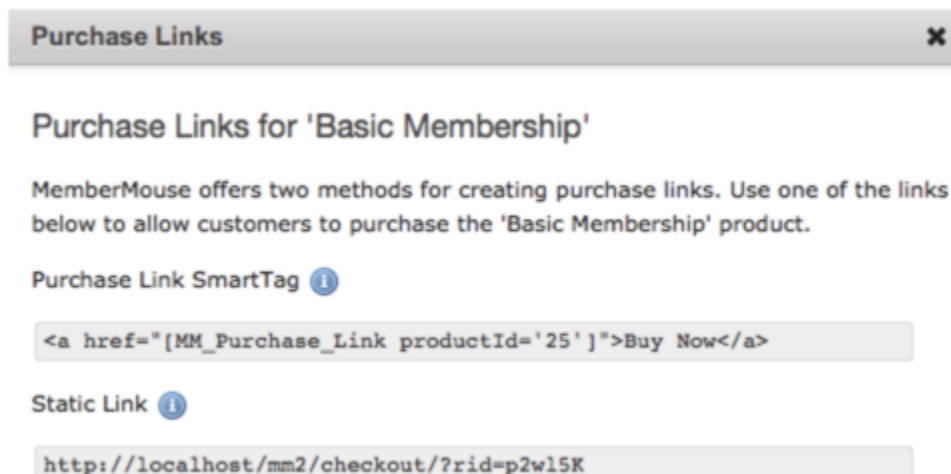 Purchase Links
Purchase Links for 'Basic Membership'
MemberMouse offers two methods for creating purchase links. Use one of the links
below to allow customers to purchase the 'Basic Membership' product.
Purchase Link SmartTag
<a href="[MM_Purchase_Link productId='25']">Buy Now</a>
Static Link
http://localhost/mm2/checkout/?rid=p2wl5K